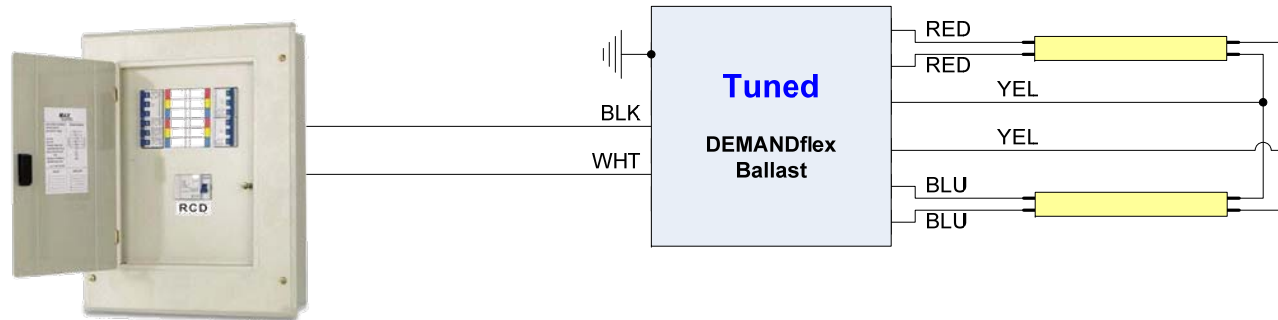 RED
RED
YEL
Tuned
BLK
DEMANDflex
Ballast
YEL
WHT
BLU
BLU
RCD